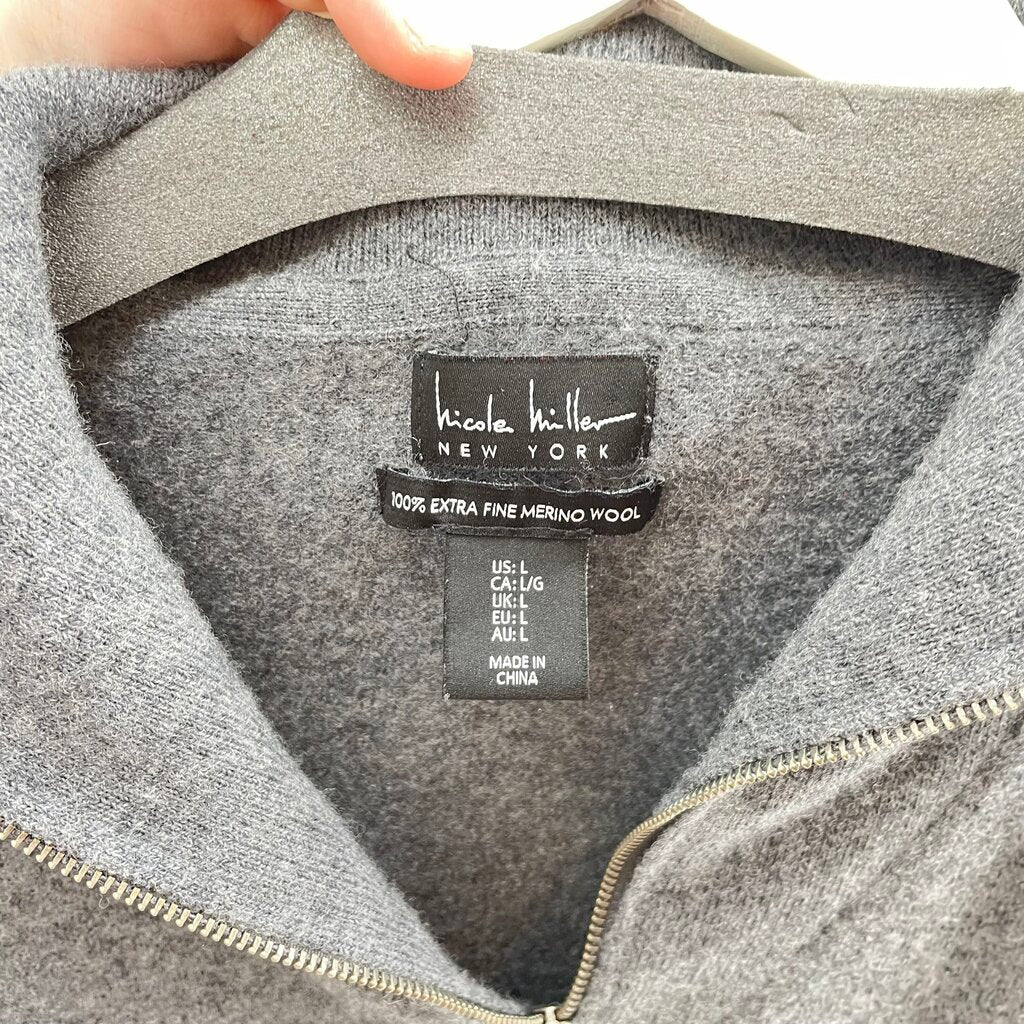 Nicole Miller
NEW YORK
100% EXTRA FINE MERINO WOOL
US: L
CA: L/G
UK: L
EU: L
AU: L
MADE IN
CHINA